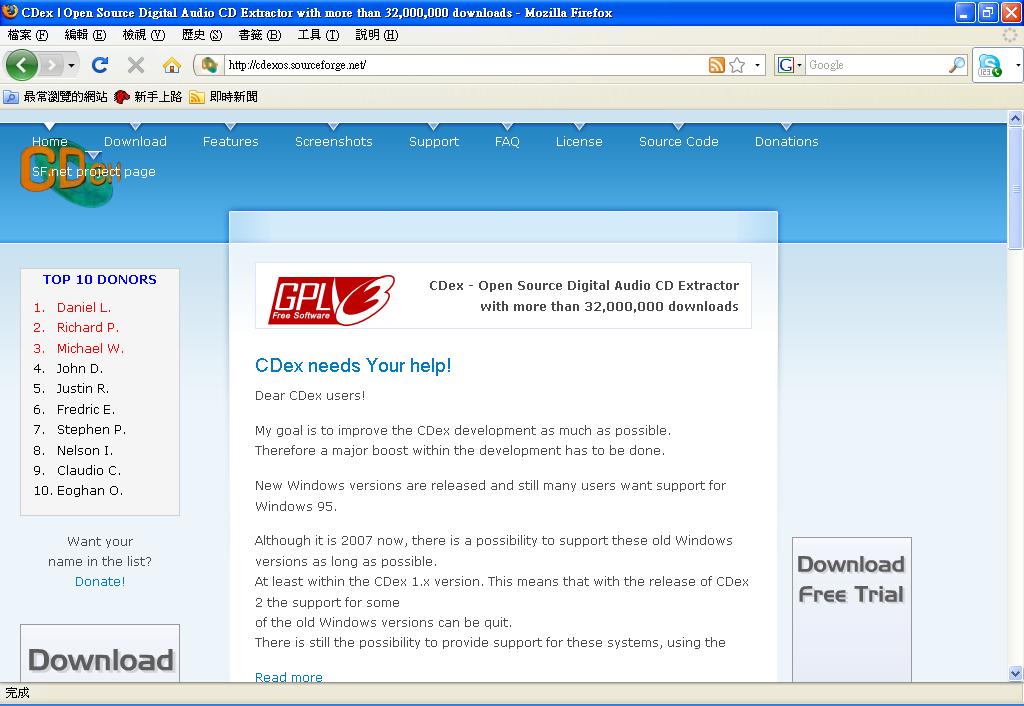 CDex | Open Source Digital Audio CD Extractor with more than 32,000,000 downloads - Mozilla Firefox
檔案 (F) 編輯 (E) 檢視 (V) 歷史 (S) 書籤 (B) 工具 (T) 說明 (H)
http://cdexos.sourceforge.net/ G Google 123
最常瀏覽的網站 新手上路 即時新聞
Home Download Features Screenshots Support FAQ License Source Code Donations
CDex
SF.net project page
TOP 10 DONORS
1. Daniel L.
2. Richard P.
3. Michael W.
4. John D.
5. Justin R.
6. Fredric E.
7. Stephen P.
8. Nelson I.
9. Claudio C.
10. Eoghan O.
Want your
name in the list?
Donate!
Download
GPLv3
Free Software
CDex - Open Source Digital Audio CD Extractor
with more than 32,000,000 downloads
CDex needs Your help!
Dear CDex users!
My goal is to improve the CDex development as much as possible.
Therefore a major boost within the development has to be done.
New Windows versions are released and still many users want support for
Windows 95.
Although it is 2007 now, there is a possibility to support these old Windows
versions as long as possible.
At least within the CDex 1.x version. This means that with the release of CDex
2 the support for some
of the old Windows versions can be quit.
There is still the possibility to provide support for these systems, using the
Read more
Download
Free Trial
完成